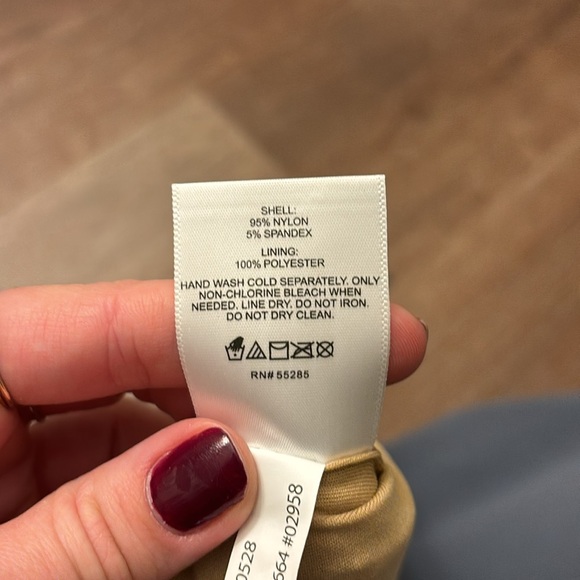 SHELL:
95% NYLON
5% SPANDEX
LINING:
100% POLYESTER
HAND WASH COLD SEPARATELY. ONLY
NON-CHLORINE BLEACH WHEN
NEEDED. LINE DRY. DO NOT IRON.
DO NOT DRY CLEAN.
RN# 55285
#02958